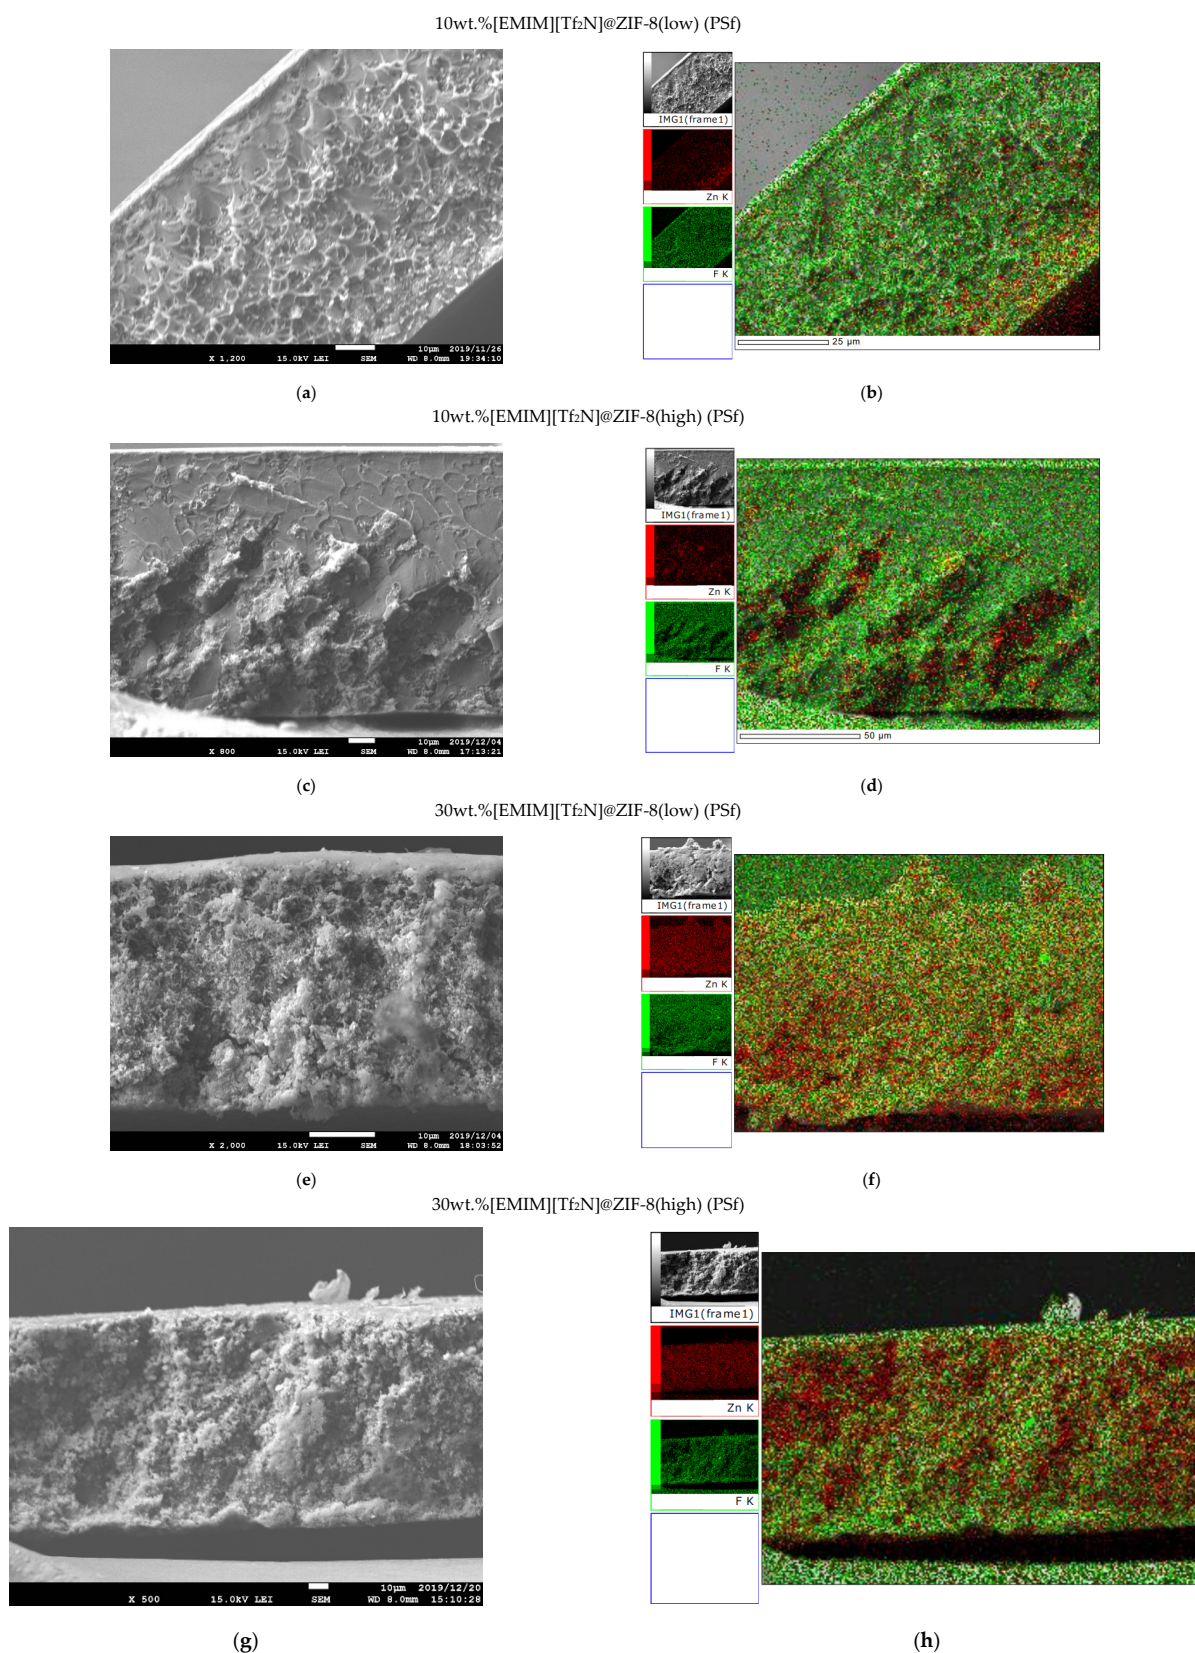 10wt.%[EMIM][Tf₂N]@ZIF-8(low) (PSf)
IMG1(frame1)
Zn K
F K
10μm 2019/11/26
X 1,200 15.0kV LEI SEM WD 8.0mm 19:34:10
25 μm
(a)
(b)
10wt.%[EMIM][Tf₂N]@ZIF-8(high) (PSf)
IMG1(frame1)
Zn K
F K
10μm 2019/12/04
X 800 15.0kV LEI SEM WD 8.0mm 17:13:21
50 μm
(c)
(d)
30wt.%[EMIM][Tf₂N]@ZIF-8(low) (PSf)
IMG1(frame1)
Zn K
F K
10μm 2019/12/04
X 2,000 15.0kV LEI SEM WD 8.0mm 18:03:52
(e)
(f)
30wt.%[EMIM][Tf₂N]@ZIF-8(high) (PSf)
IMG1(frame1)
Zn K
F K
10μm 2019/12/20
X 500 15.0kV LEI SEM WD 8.0mm 15:10:28
(g)
(h)